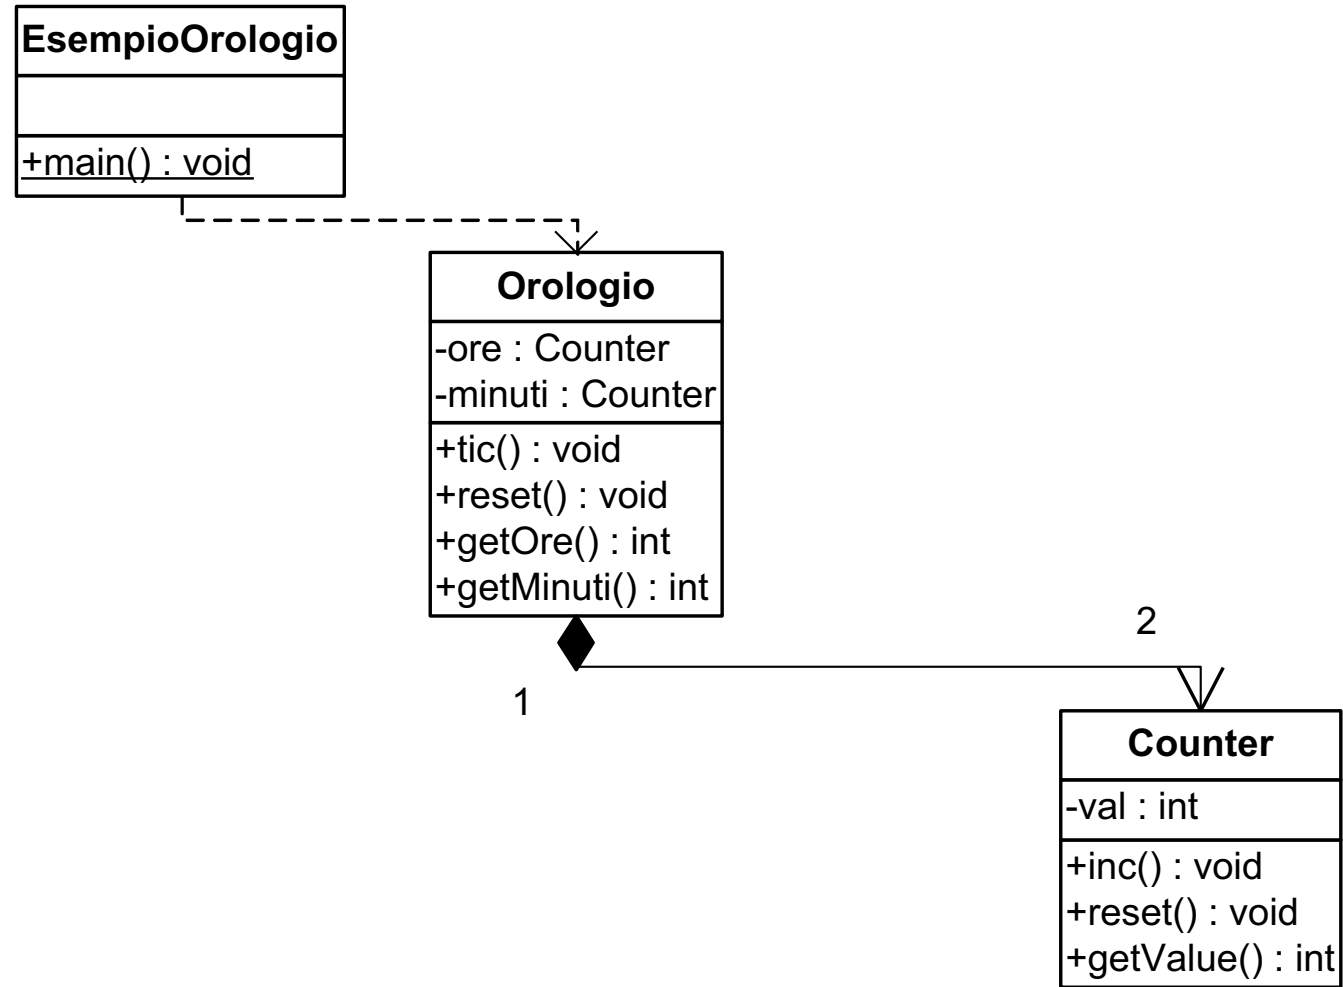 EsempioOrologio
+main() : void
Orologio
-ore : Counter
-minuti : Counter
+tic() : void
+reset() : void
+getOre() : int
+getMinuti() : int
2
1
Counter
-val : int
+inc() : void
+reset() : void
+getValue() : int